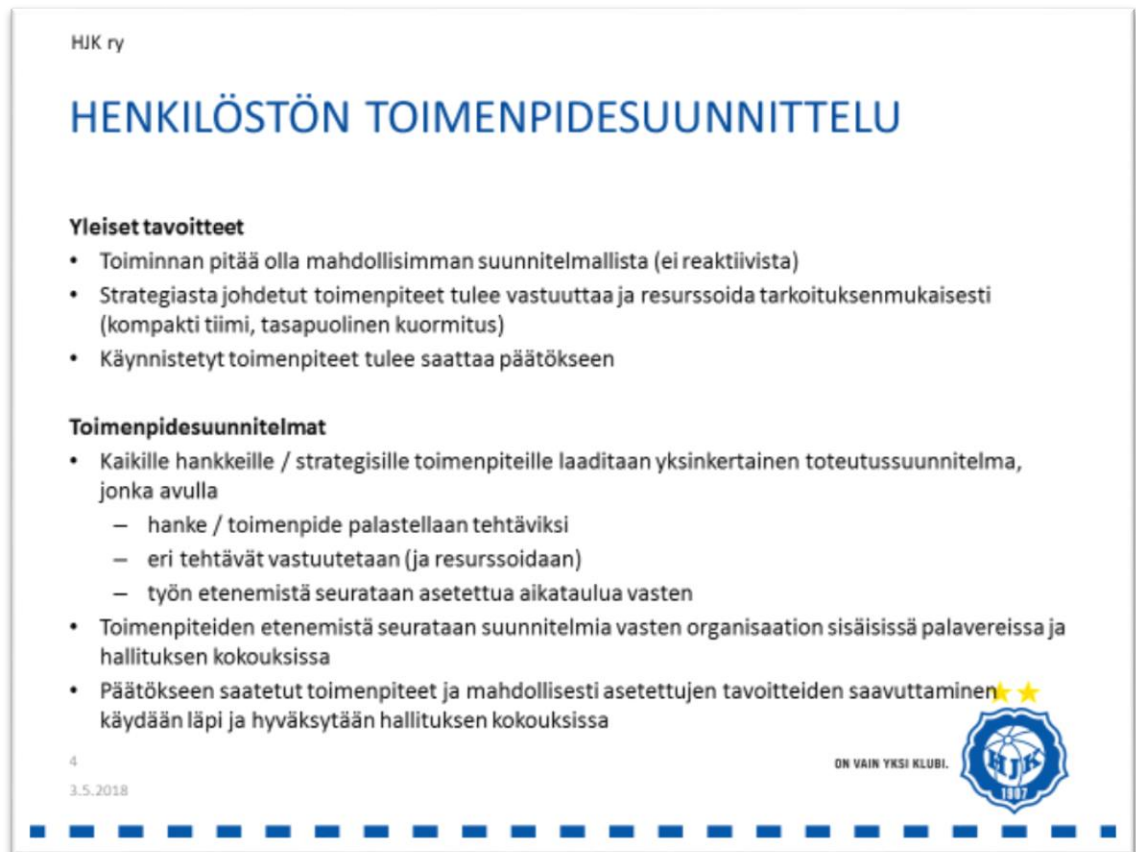 HJK ry
HENKILÖSTÖN TOIMENPIDESUUNNITTELU
Yleiset tavoitteet
• Toiminnan pitää olla mahdollisimman suunnitelmallista (ei reaktiivista)
• Strategiasta johdetut toimenpiteet tulee vastuuttaa ja resurssoida tarkoituksenmukaisesti
(kompakti tiimi, tasapuolinen kuormitus)
• Käynnistetyt toimenpiteet tulee saattaa päätökseen
Toimenpidesuunnitelmat
• Kaikille hankkeille / strategisille toimenpiteille laaditaan yksinkertainen toteutussuunnitelma,
jonka avulla
– hanke / toimenpide palastellaan tehtäviksi
– eri tehtävät vastuutetaan (ja resurssoidaan)
– työn etenemistä seurataan asetettua aikataulua vasten
• Toimenpiteiden etenemistä seurataan suunnitelmia vasten organisaation sisäisissä palavereissa ja
hallituksen kokouksissa
• Päätökseen saatetut toimenpiteet ja mahdollisesti asetettujen tavoitteiden saavuttaminen
käydään läpi ja hyväksytään hallituksen kokouksissa
4
ON VAIN YKSI KLUBI.
HJK
1907
3.5.2018